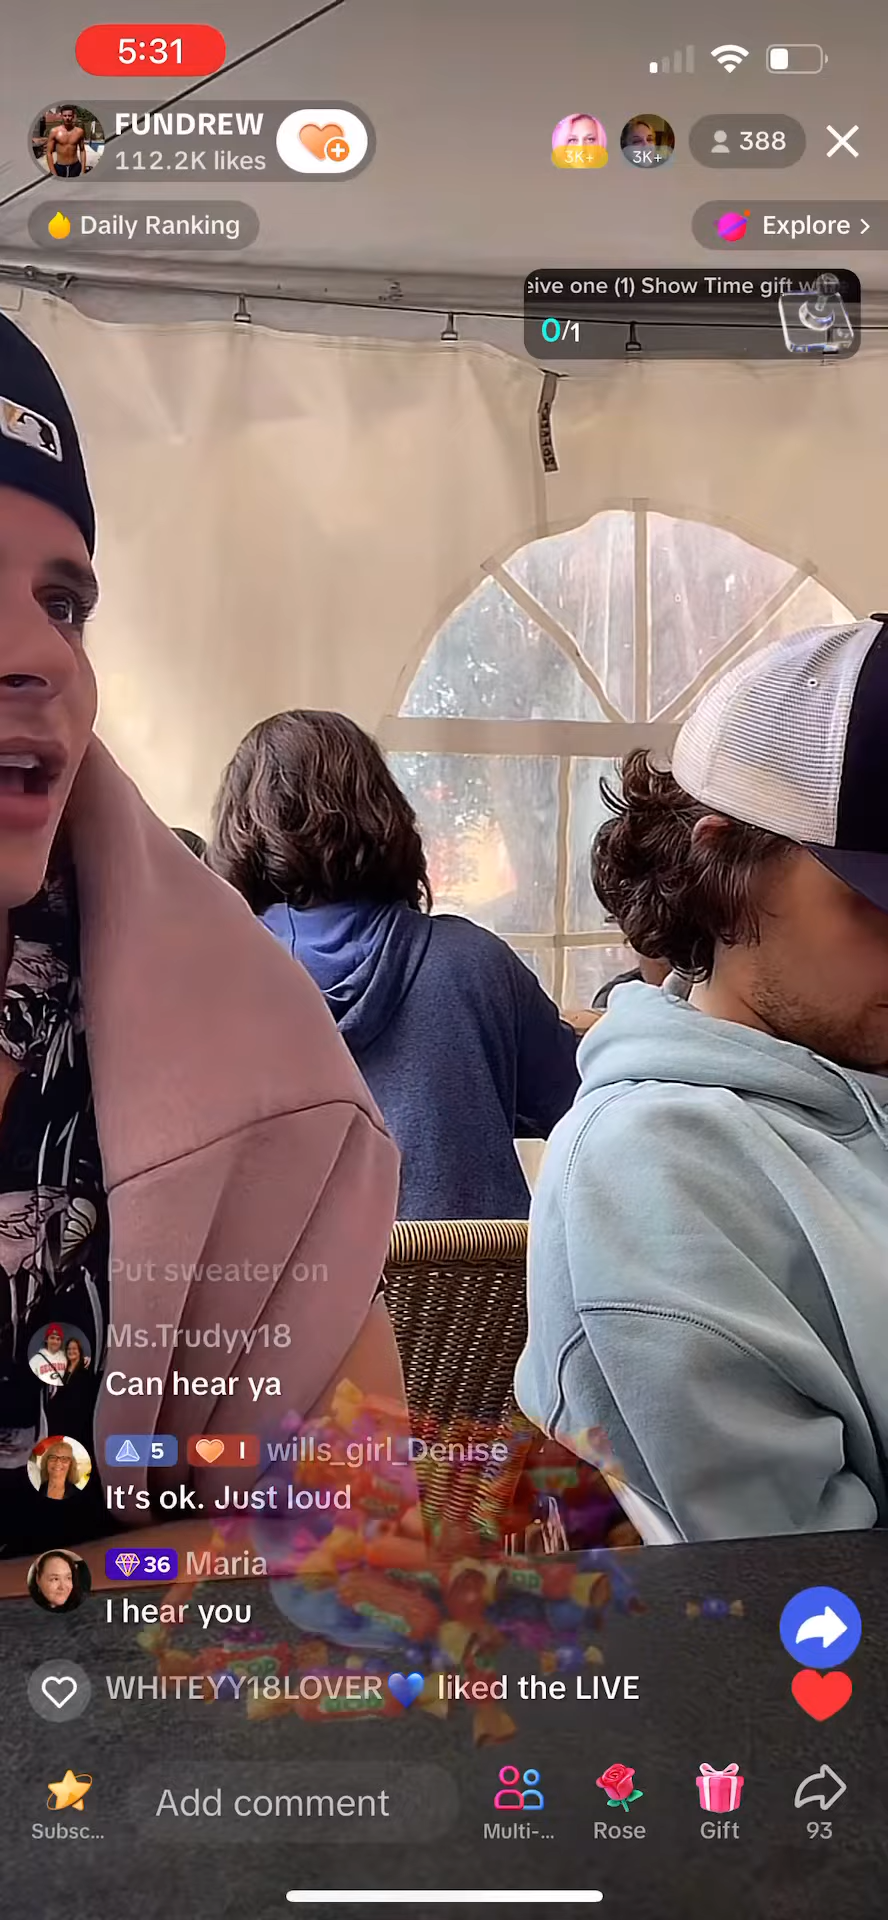 5:31
FUNDREW
112.2K likes
3K+
3K+
388
Daily Ranking
Explore >
eive one (1) Show Time gift w
0/1
Put sweater on
Ms.Trudyy18
Can hear ya
5 I wills_girl_Denise
It's ok. Just loud
36 Maria
I hear you
WHITEYY18LOVER💙 liked the LIVE
Subsc...
Add comment
Multi-...
Rose
Gift
93